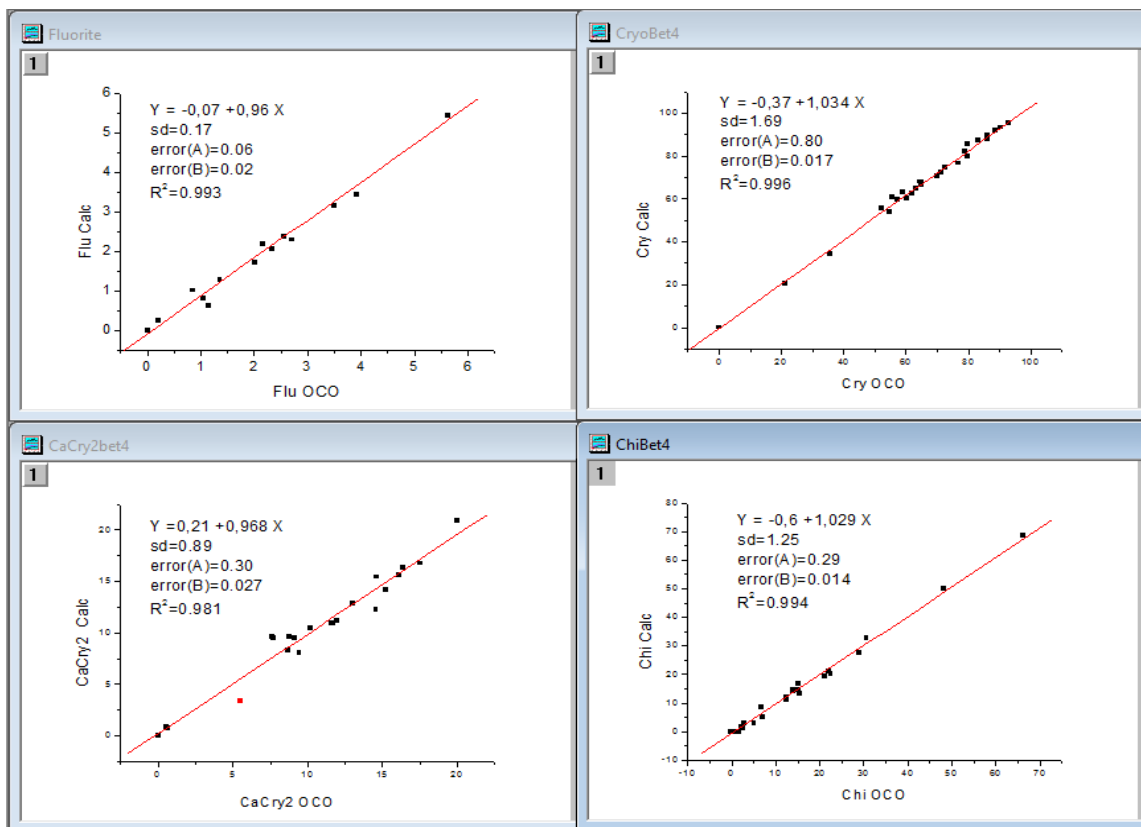 Fluorite
1
Y = -0,07 +0,96 X
sd=0.17
error(A)=0.06
error(B)=0.02
R²=0.993
6
5
4
3
2
1
0
Flu Calc
0 1 2 3 4 5 6
Flu OCO
CryoBet4
1
Y = -0,37 +1,034 X
sd=1.69
error(A)=0.80
error(B)=0.017
R²=0.996
100
80
60
40
20
0
Cry Calc
0 20 40 60 80 100
Cry OCO
CaCry2bet4
1
Y =0,21 +0,968 X
sd=0.89
error(A)=0.30
error(B)=0.027
R²=0.981
20
15
10
5
0
CaCry2 Calc
0 5 10 15 20
CaCry2 OCO
ChiBet4
1
Y = -0,6 +1,029 X
sd=1.25
error(A)=0.29
error(B)=0.014
R²=0.994
80
70
60
50
40
30
20
10
0
-10
Chi Calc
-10 0 10 20 30 40 50 60 70
Chi OCO